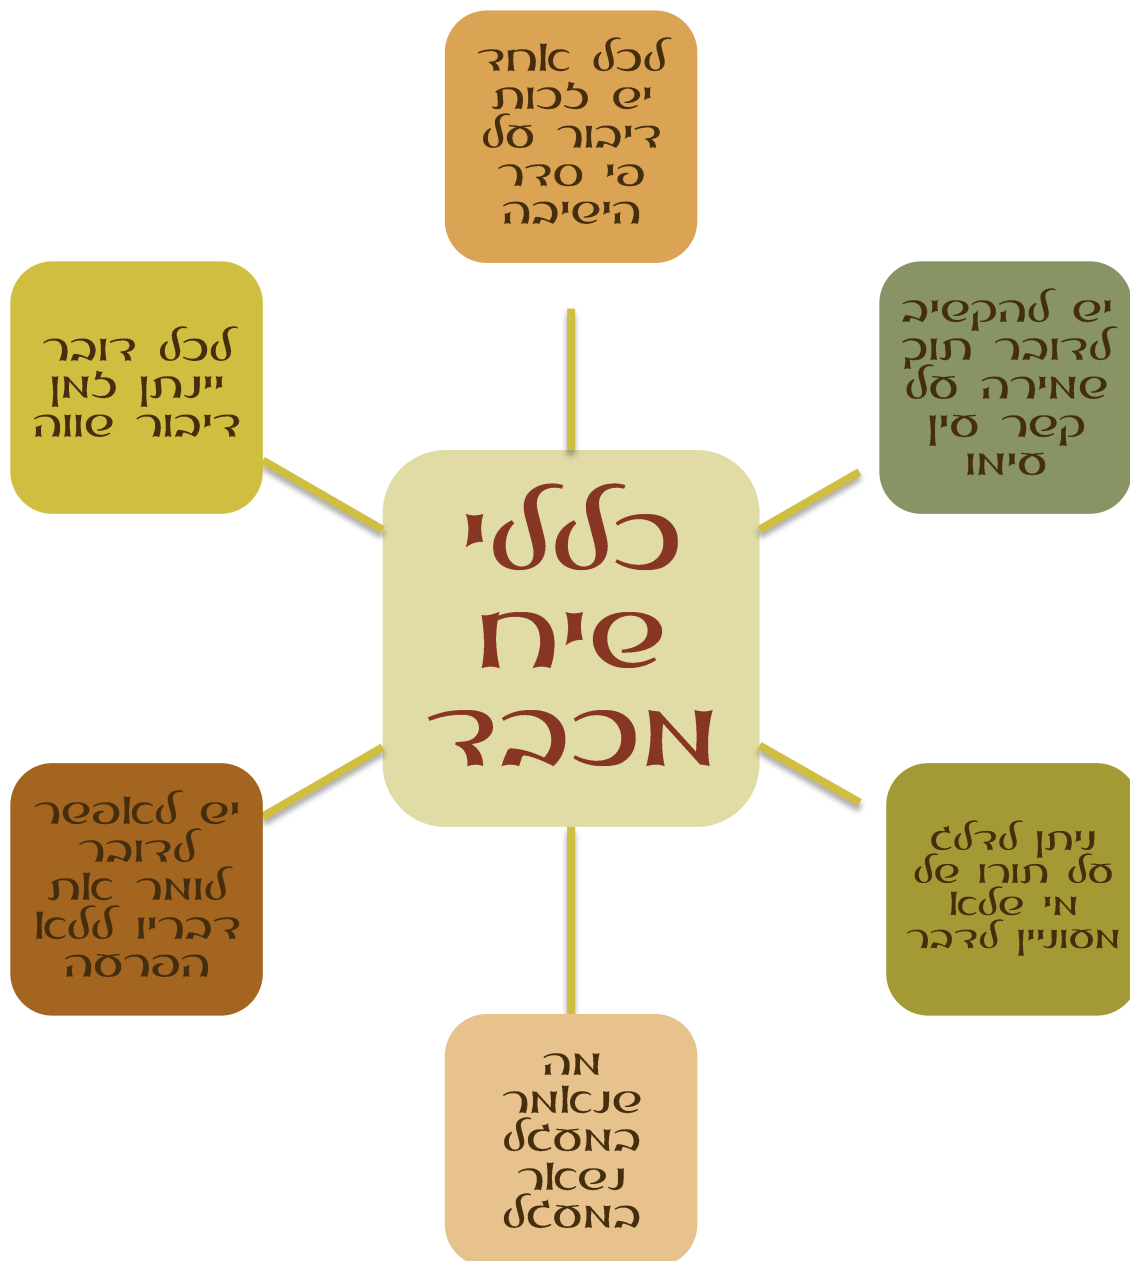 לכל אחד
יש זכות
דיבור על
פי סדר
הישיבה
יש להקשיב
לדובר תוך
שמירה על
קשר עין
עימו
ניתן לדלג
על תורו של
מי שלא
מעוניין לדבר
מה
שנאמר
במעגל
נשאר
במעגל
יש לאפשר
לדובר
לומר את
דבריו ללא
הפרעה
לכל דובר
יינתן זמן
דיבור שווה
כללי
שיח
מכבד